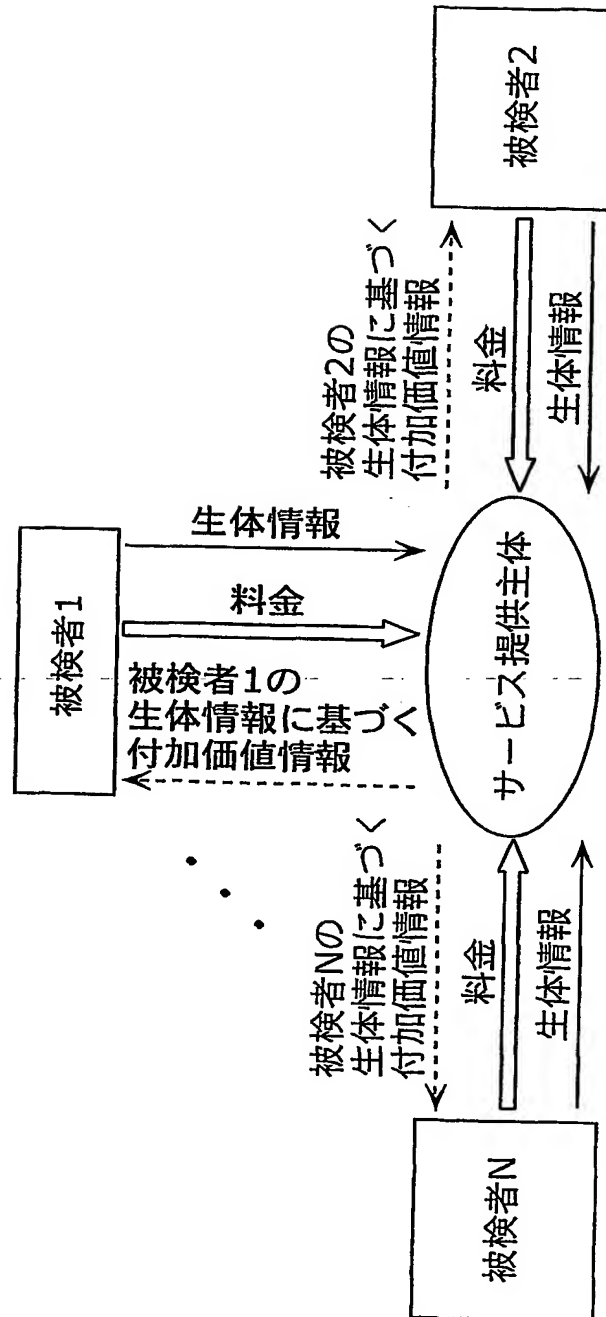 被検者1
生体情報
料金
被検者1の
生体情報に基づく
付加価値情報
被検者2の
生体情報に基づく
付加価値情報
料金
生体情報
被検者2
サービス提供主体
被検者Nの
生体情報に基づく
付加価値情報
料金
生体情報
被検者N